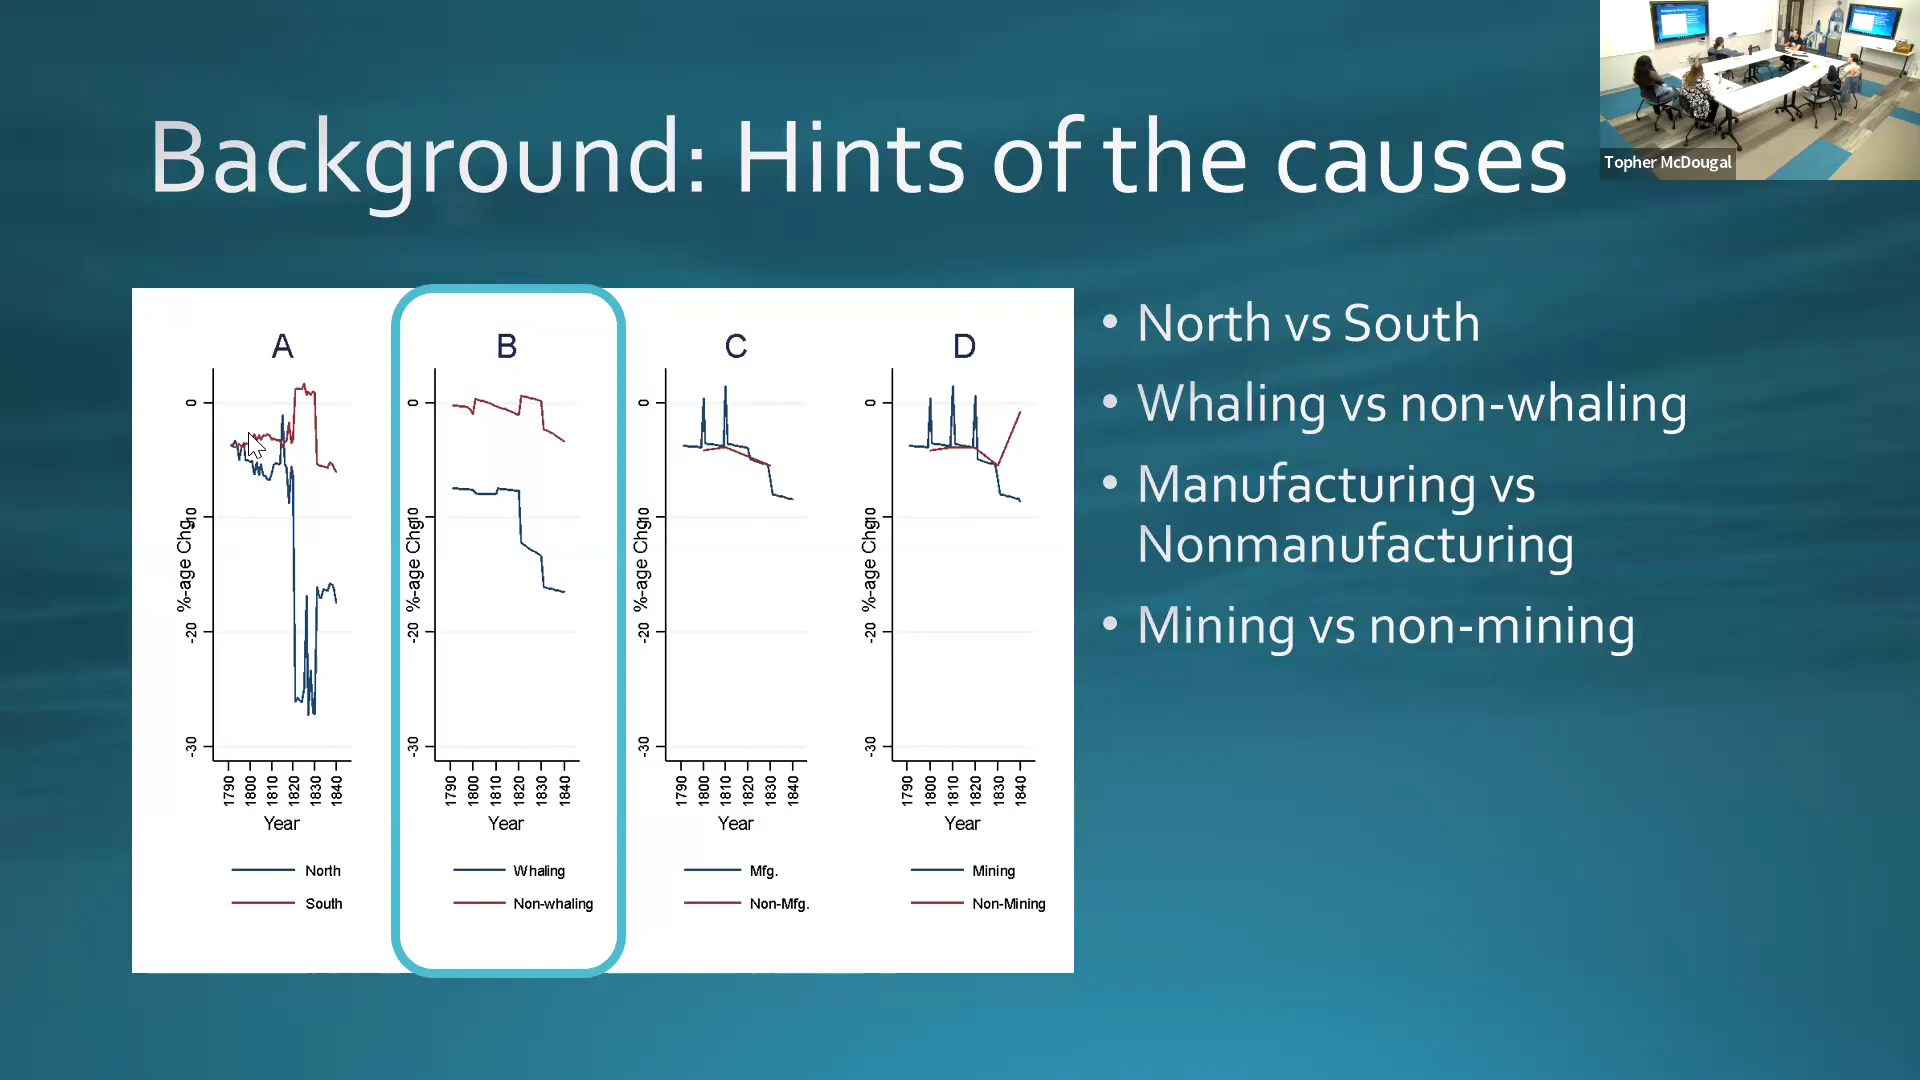 Background: Hints of the causes
Topher McDougal
A
B
C
D
0
-10
-20
-30
%-age Chg.
1790
1800
1810
1820
1830
1840
Year
North
South
0
-10
-20
-30
%-age Chg.
1790
1800
1810
1820
1830
1840
Year
Whaling
Non-whaling
0
-10
-20
-30
%-age Chg.
1790
1800
1810
1820
1830
1840
Year
Mfg.
Non-Mfg.
0
-10
-20
-30
%-age Chg.
1790
1800
1810
1820
1830
1840
Year
Mining
Non-Mining
• North vs South
• Whaling vs non-whaling
• Manufacturing vs
Nonmanufacturing
• Mining vs non-mining